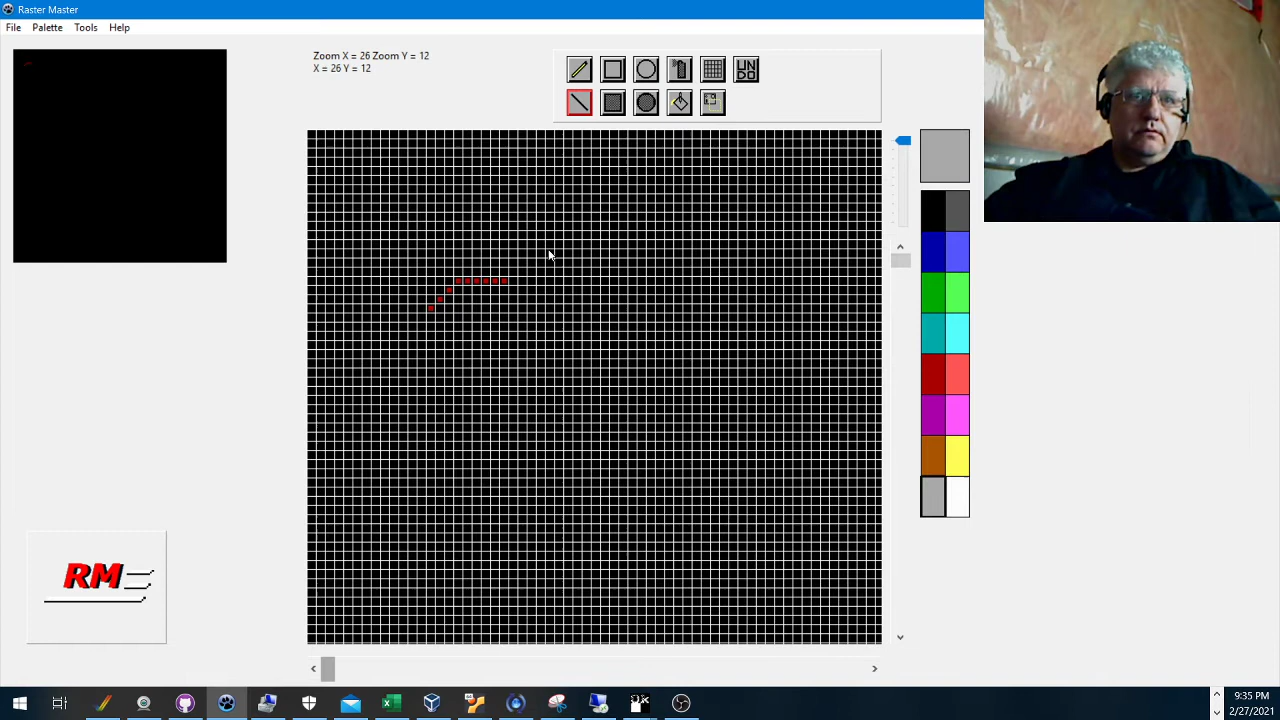 Raster Master
File Palette Tools Help
Zoom X = 26 Zoom Y = 12
X = 26 Y = 12
UN
DO
RM
9:35 PM
2/27/2021